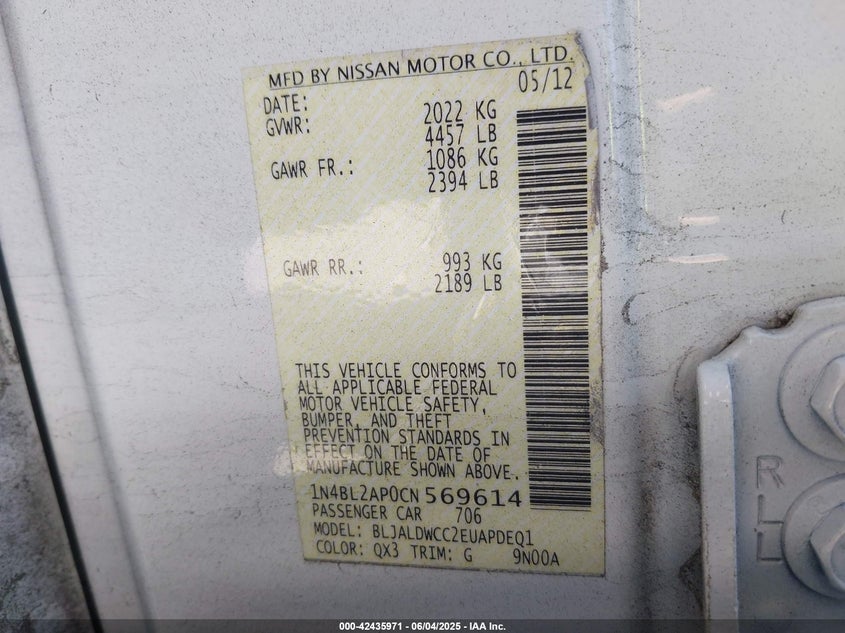 MFD BY NISSAN MOTOR CO., LTD.
DATE: 05/12
GVWR: 2022 KG
4457 LB
GAWR FR.: 1086 KG
2394 LB
GAWR RR.: 993 KG
2189 LB
THIS VEHICLE CONFORMS TO
ALL APPLICABLE FEDERAL
MOTOR VEHICLE SAFETY,
BUMPER, AND THEFT
PREVENTION STANDARDS IN
EFFECT ON THE DATE OF
MANUFACTURE SHOWN ABOVE.
1N4BL2AP0CN 569614
PASSENGER CAR 706
MODEL: BLJALDWCC2EUAPDEQ1
COLOR: QX3 TRIM: G 9N00A
R
L
000-42435971 - 06/04/2025 - IAA Inc.